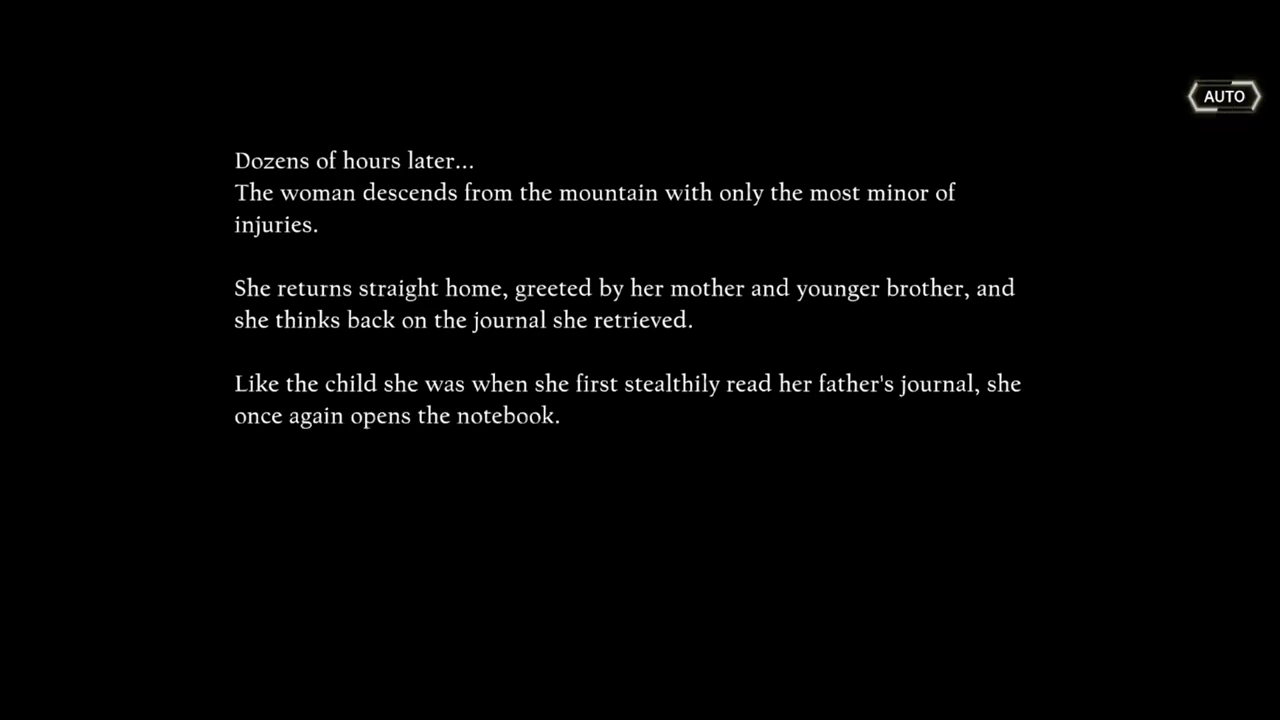 AUTO
Dozens of hours later...
The woman descends from the mountain with only the most minor of
injuries.
She returns straight home, greeted by her mother and younger brother, and
she thinks back on the journal she retrieved.
Like the child she was when she first stealthily read her father's journal, she
once again opens the notebook.